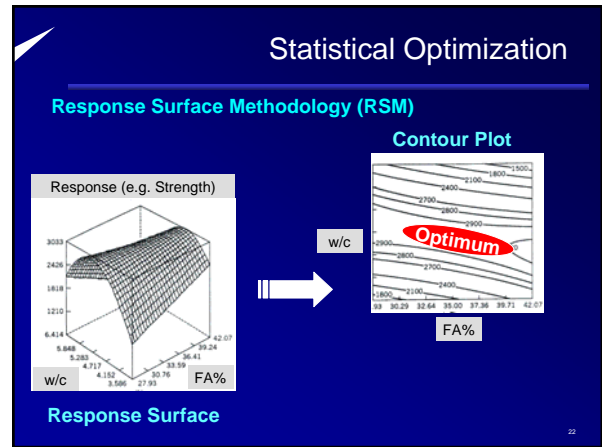 Statistical Optimization
Response Surface Methodology (RSM)
Contour Plot
Response (e.g. Strength)
3033
2426
1818
1210
6.414
5.848
5.283
4.717
4.152
3.586
27.93
30.76
33.59
36.41
39.24
42.07
w/c
FA%
Response Surface
w/c
1500
1800
2100
2400
2700
2800
2900
Optimum
2900
2800
2700
2400
2100
1800
.93 30.29 32.64 35.00 37.36 39.71 42.07
FA%
22